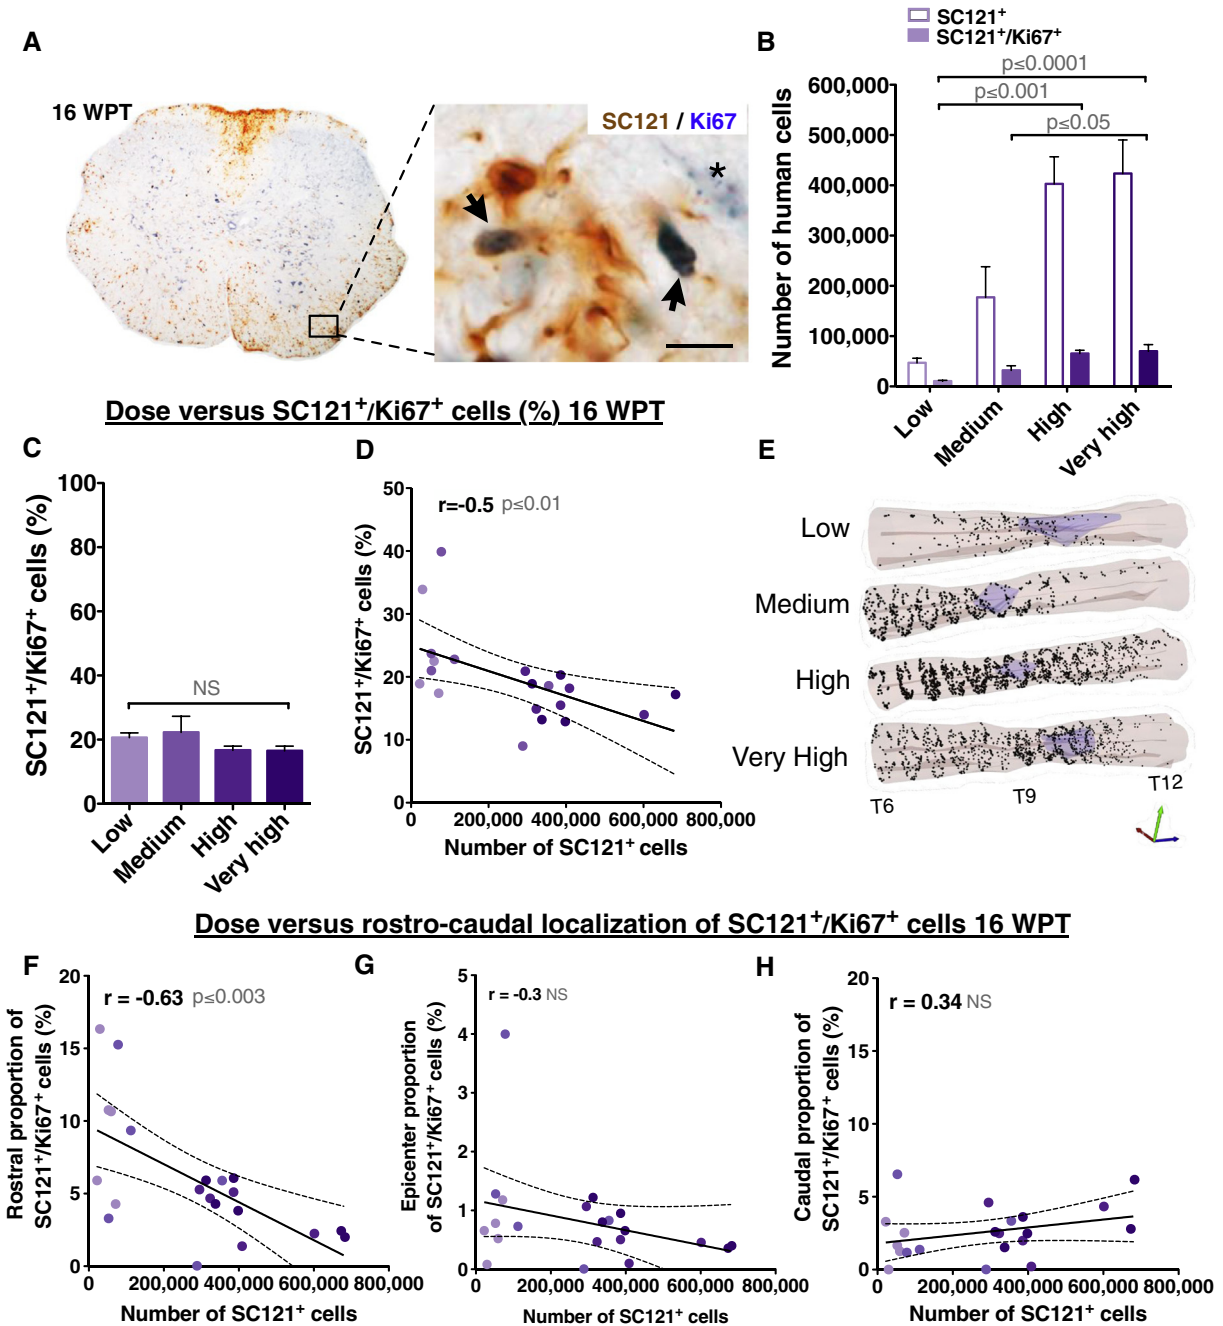 A
16 WPT
SC121 / Ki67
*
B
SC121+
SC121+/Ki67+
p≤0.0001
p≤0.001
p≤0.05
Number of human cells
600,000
500,000
400,000
300,000
200,000
100,000
0
Low
Medium
High
Very high
Dose versus SC121+/Ki67+ cells (%) 16 WPT
C
SC121+/Ki67+ cells (%)
100
80
60
40
20
0
NS
Low
Medium
High
Very high
D
r=-0.5 p≤0.01
SC121+/Ki67+ cells (%)
50
40
30
20
10
0
0
200,000
400,000
600,000
800,000
Number of SC121+ cells
E
Low
Medium
High
Very High
T6
T9
T12
Dose versus rostro-caudal localization of SC121+/Ki67+ cells 16 WPT
F
r = -0.63 p≤0.003
Rostral proportion of
SC121+/Ki67+ cells (%)
20
15
10
5
0
0
200,000
400,000
600,000
800,000
Number of SC121+ cells
G
r = -0.3 NS
Epicenter proportion
of SC121+/Ki67+ cells (%)
5
4
3
2
1
0
0
200,000
400,000
600,000
800,000
Number of SC121+ cells
H
r = 0.34 NS
Caudal proportion of
SC121+/Ki67+ cells (%)
20
15
10
5
0
0
200,000
400,000
600,000
800,000
Number of SC121+ cells